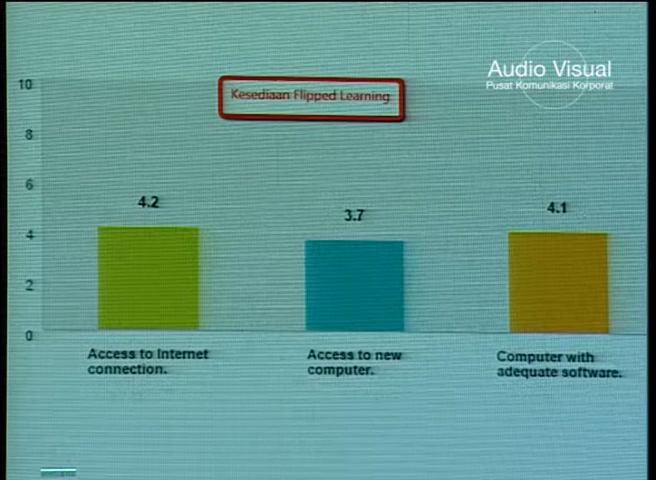 Audio Visual
Pusat Komunikasi Korporat
Kesediaan Flipped Learning
10
8
6
4
2
0
4.2
3.7
4.1
Access to Internet
connection.
Access to new
computer.
Computer with
adequate software.